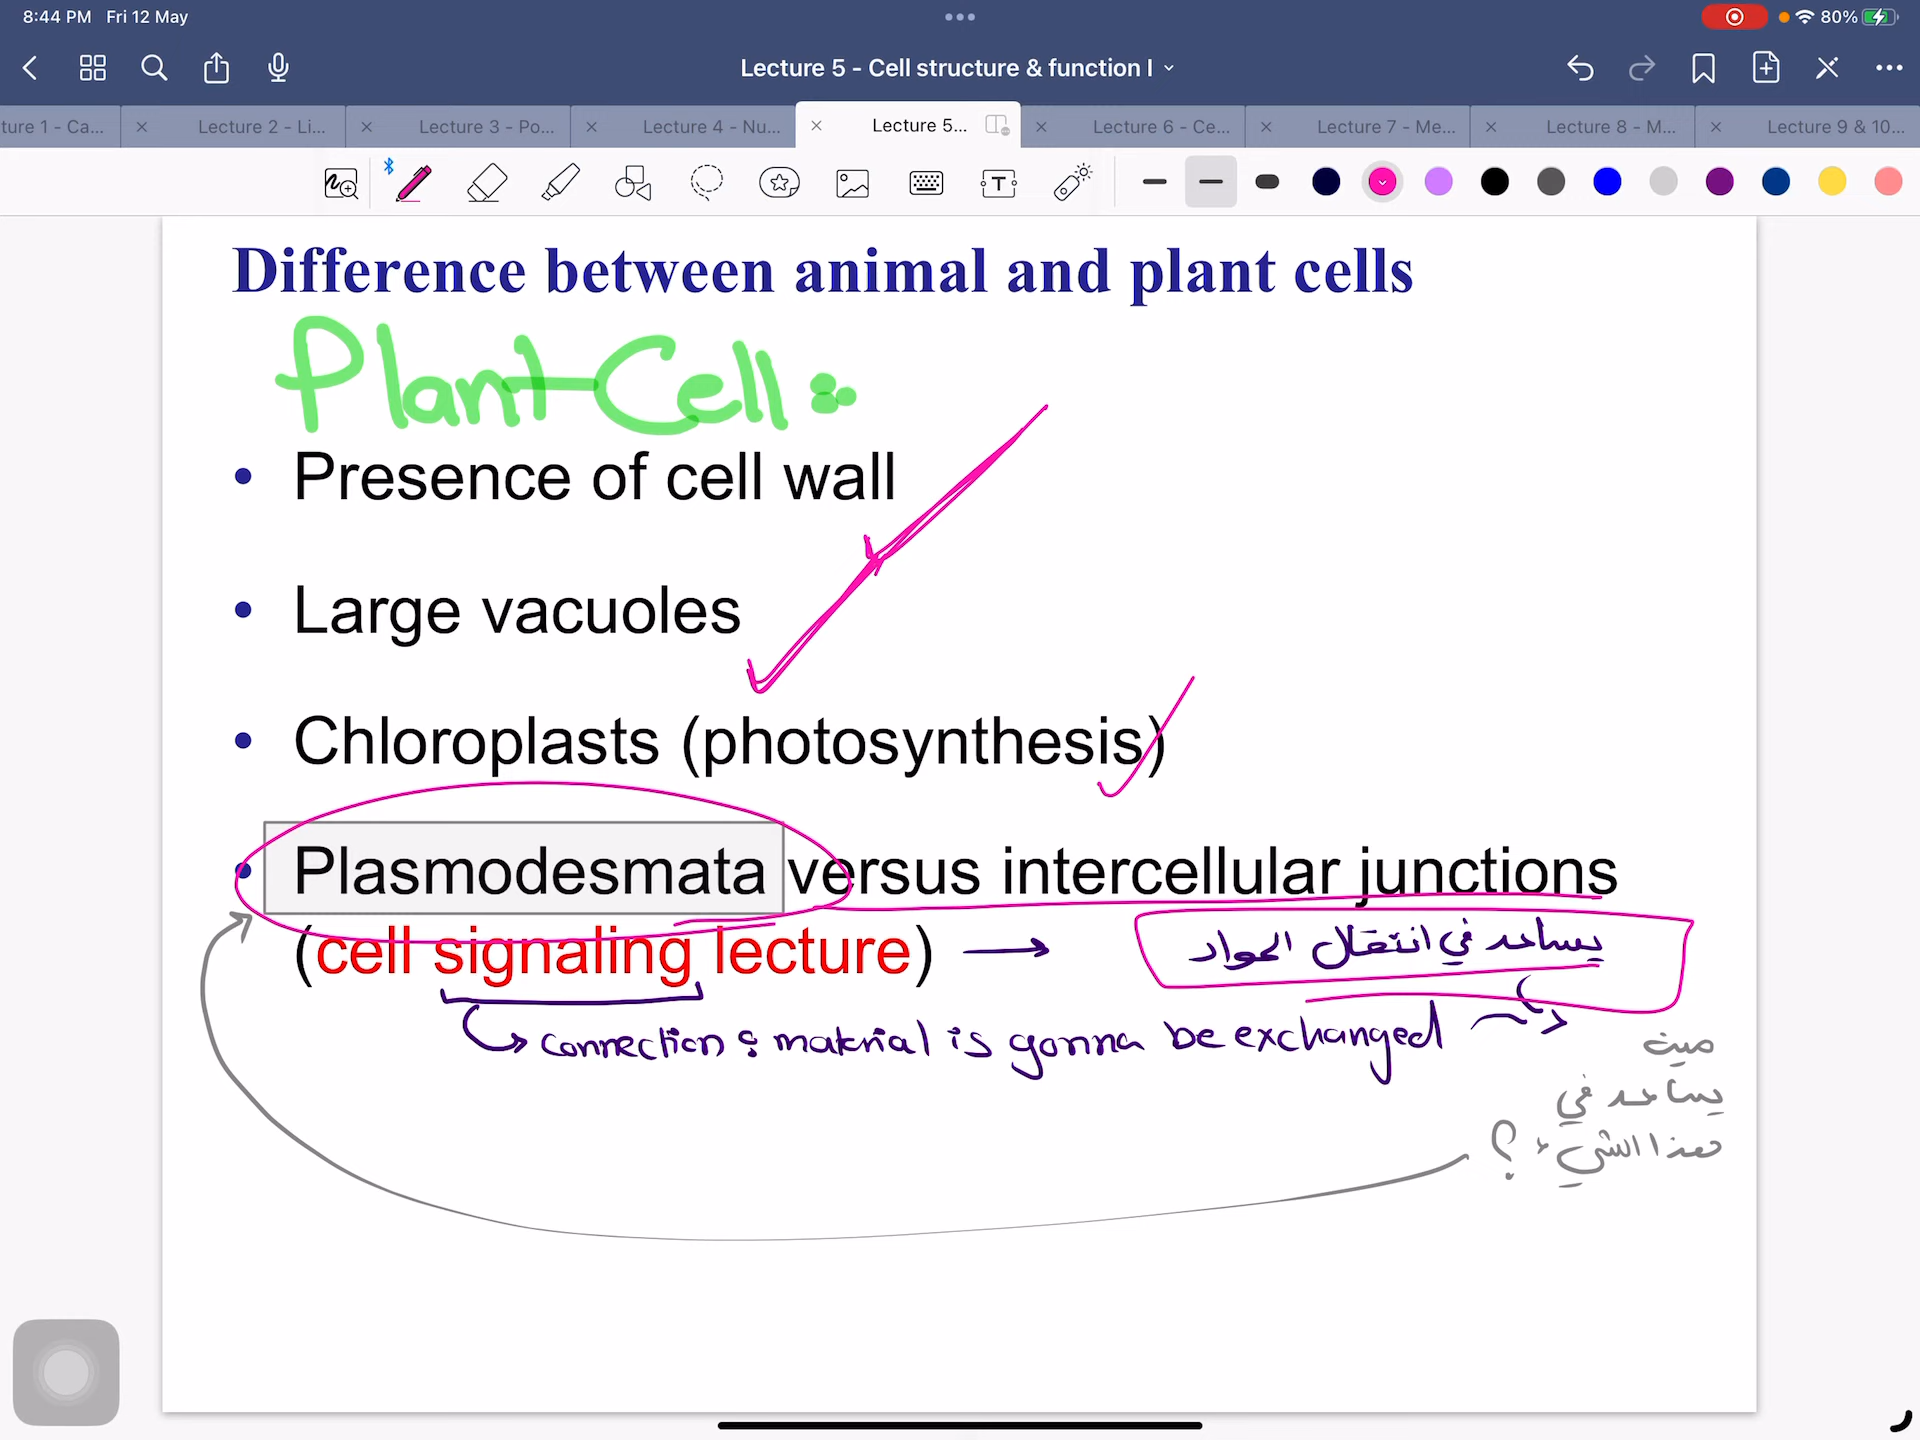 8:44 PM Fri 12 May
80%
Lecture 5 - Cell structure & function I
ture 1 - Ca...
Lecture 2 - Li...
Lecture 3 - Po...
Lecture 4 - Nu...
Lecture 5...
Lecture 6 - Ce...
Lecture 7 - Me...
Lecture 8 - M...
Lecture 9 & 10...
Difference between animal and plant cells
Plant Cell:
• Presence of cell wall
• Large vacuoles
• Chloroplasts (photosynthesis)
• Plasmodesmata versus intercellular junctions
(cell signaling lecture) → يساعد في انتقال المواد
connection & material is gonna be exchanged
مين
يساعد في
هذا الشيء؟